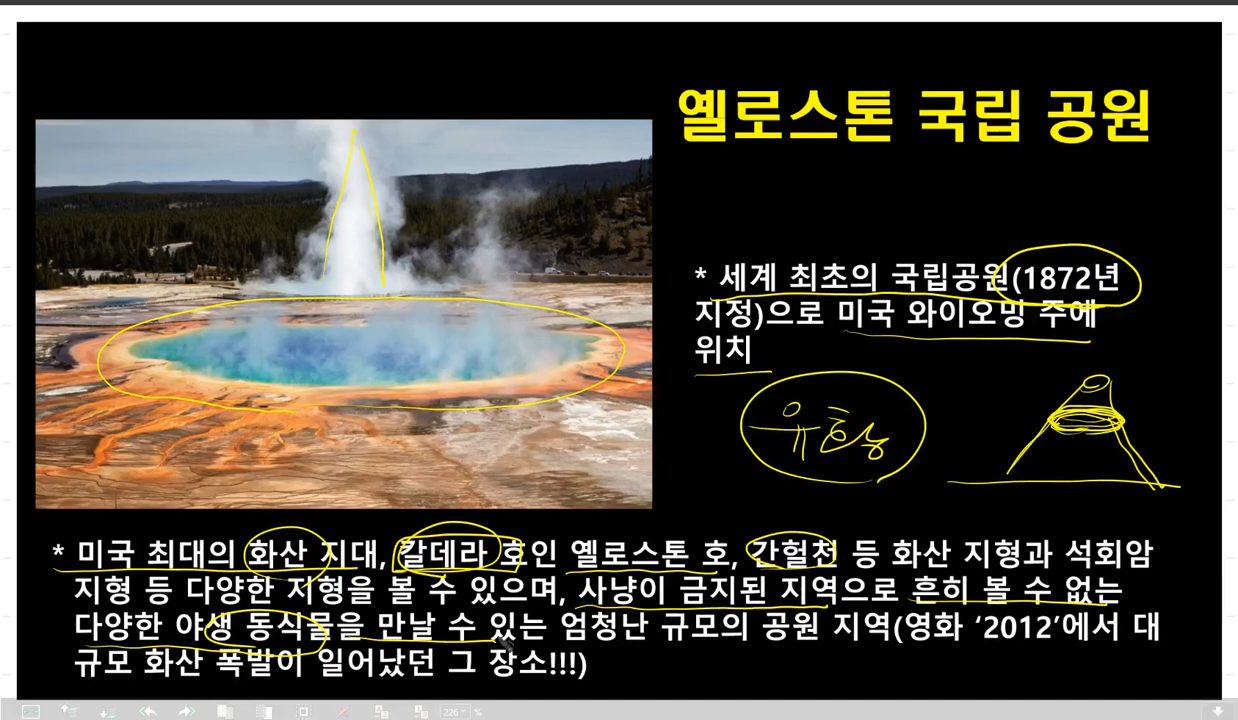 옐로스톤 국립 공원
* 세계 최초의 국립공원(1872년
지정)으로 미국 와이오밍 주에
위치
유황
* 미국 최대의 화산 지대, 칼데라 호인 옐로스톤 호, 간헐천 등 화산 지형과 석회암
지형 등 다양한 지형을 볼 수 있으며, 사냥이 금지된 지역으로 흔히 볼 수 없는
다양한 야생 동식물을 만날 수 있는 엄청난 규모의 공원 지역(영화 ‘2012’에서 대
규모 화산 폭발이 일어났던 그 장소!!!)
226 %